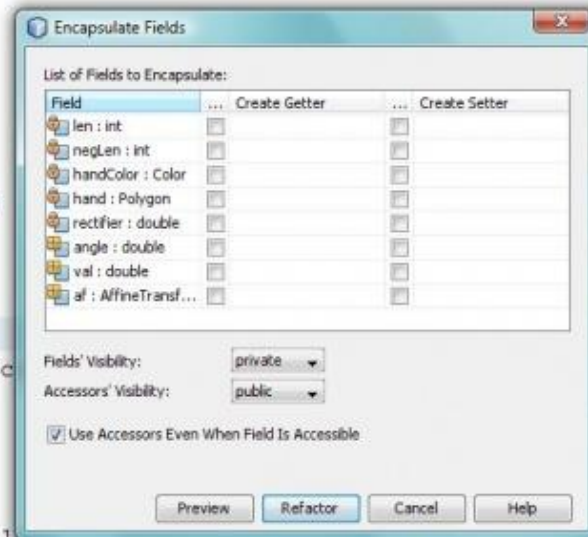 Encapsulate Fields
List of Fields to Encapsulate:
Field ... Create Getter ... Create Setter
len : int
negLen : int
handColor : Color
hand : Polygon
rectifier : double
angle : double
val : double
af : AffineTransf...
Fields' Visibility: private
Accessors' Visibility: public
Use Accessors Even When Field Is Accessible
Preview Refactor Cancel Help